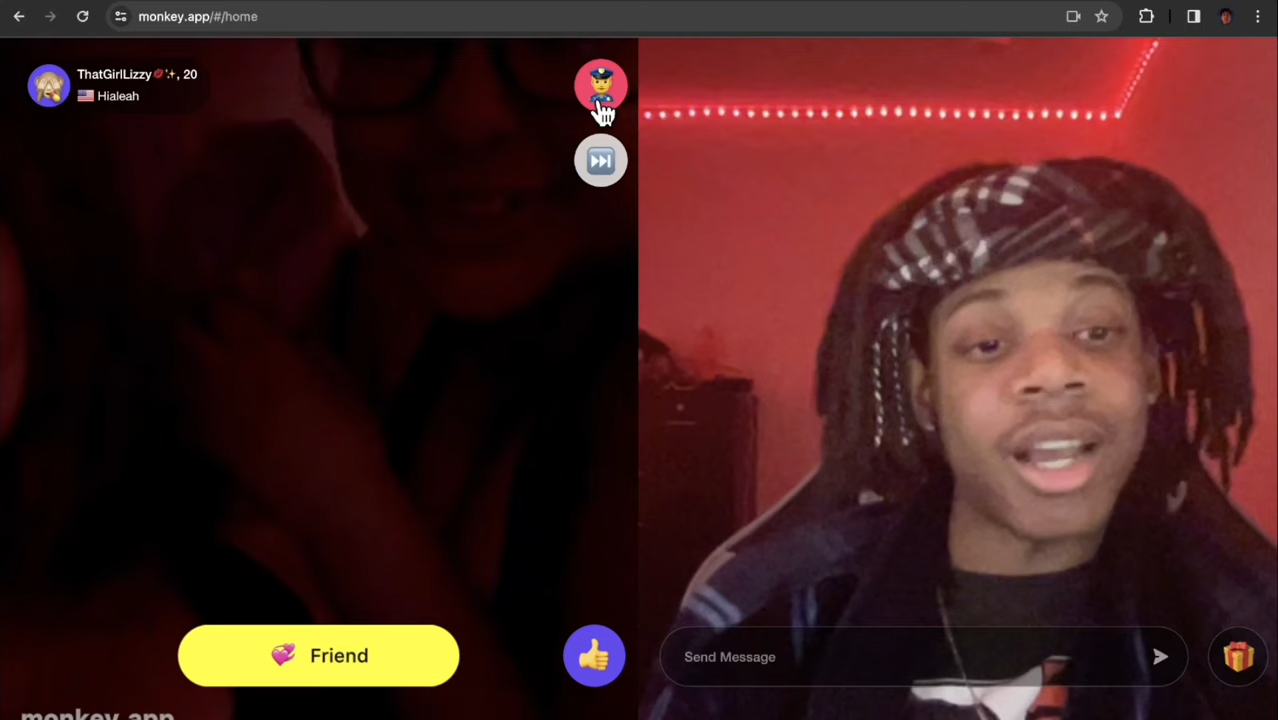 monkey.app/#/home
ThatGirlLizzy💋✨, 20
Hialeah
Friend
Send Message
monkey.app